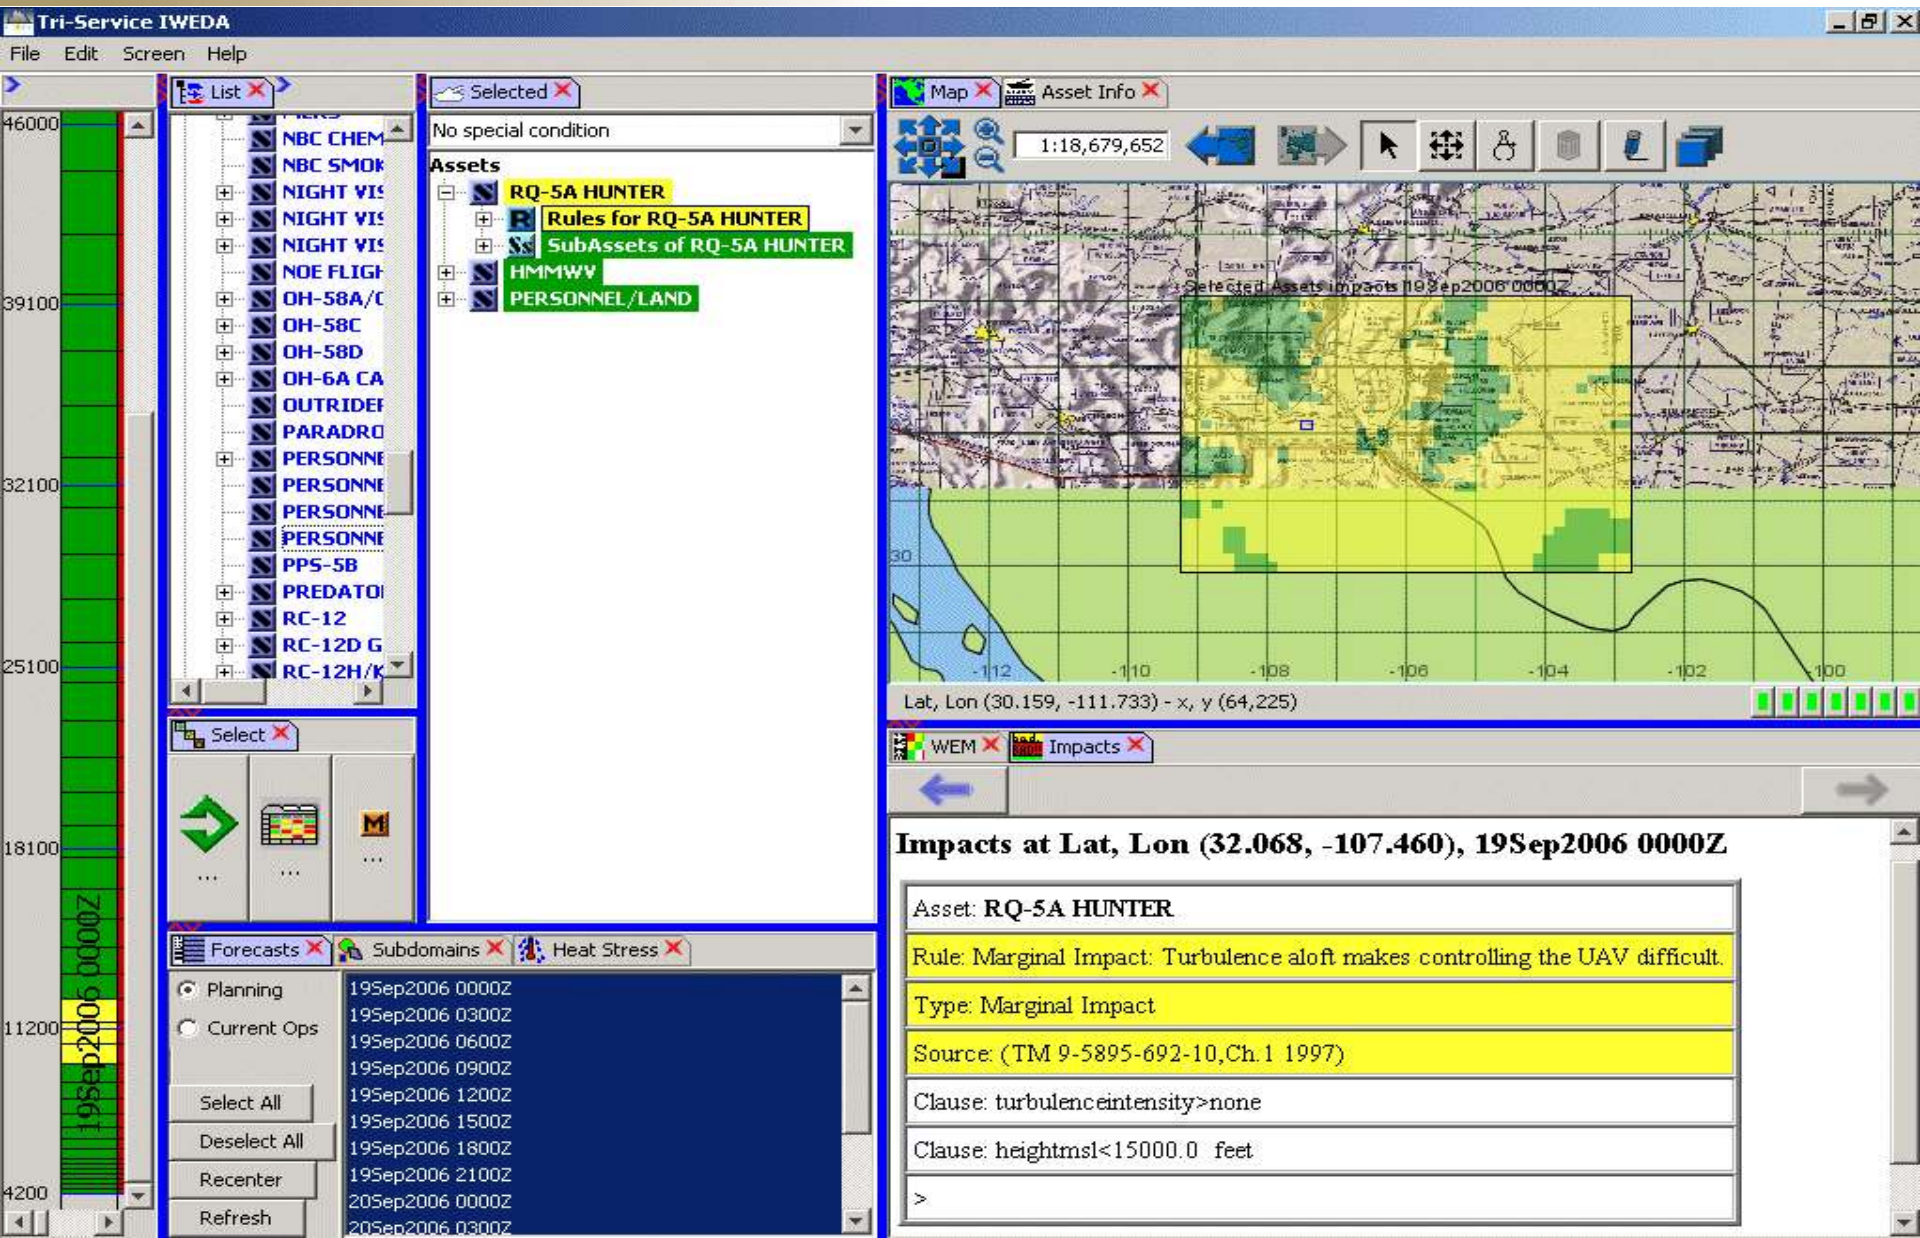 Tri-Service IWEDA
File Edit Screen Help
46000
39100
32100
25100
18100
11200
4200
19Sep2006 0000Z
List
NBC CHEM
NBC SMOK
NIGHT VIS
NIGHT VIS
NIGHT VIS
NOE FLIGH
OH-58A/C
OH-58C
OH-58D
OH-6A CA
OUTRIDER
PARADRO
PERSONNE
PERSONNE
PERSONNE
PERSONNE
PPS-5B
PREDATO
RC-12
RC-12D G
RC-12H/K
Selected
No special condition
Assets
RQ-5A HUNTER
Rules for RQ-5A HUNTER
SubAssets of RQ-5A HUNTER
HMMWV
PERSONNEL/LAND
Select
... ... M ...
Forecasts Subdomains Heat Stress
Planning
Current Ops
Select All
Deselect All
Recenter
Refresh
19Sep2006 0000Z
19Sep2006 0300Z
19Sep2006 0600Z
19Sep2006 0900Z
19Sep2006 1200Z
19Sep2006 1500Z
19Sep2006 1800Z
19Sep2006 2100Z
20Sep2006 0000Z
20Sep2006 0300Z
Map Asset Info
1:18,679,652
Selected Assets impacts 19Sep2006 0000Z
30
-112 -110 -108 -106 -104 -102 -100
Lat, Lon (30.159, -111.733) - x, y (64,225)
WEM Impacts
Impacts at Lat, Lon (32.068, -107.460), 19Sep2006 0000Z
Asset: RQ-5A HUNTER
Rule: Marginal Impact: Turbulence aloft makes controlling the UAV difficult.
Type: Marginal Impact
Source: (TM 9-5895-692-10,Ch.1 1997)
Clause: turbulenceintensity>none
Clause: heightmsl<15000.0 feet
>